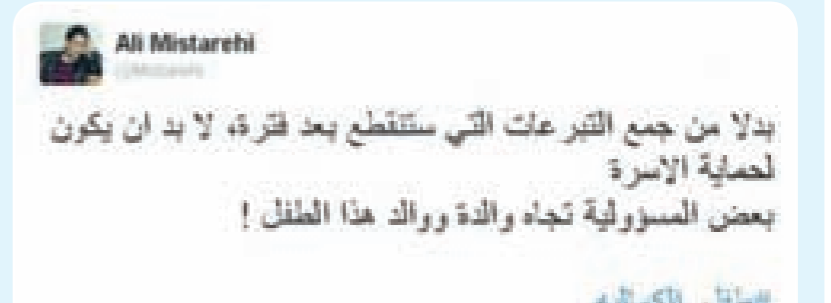 Ali Mistarehi
بدلا من جمع التبرعات التي ستنقطع بعد فترة، لا بد ان يكون
لحماية الاسرة
بعض المسؤولية تجاه والدة ووالد هذا الطفل !